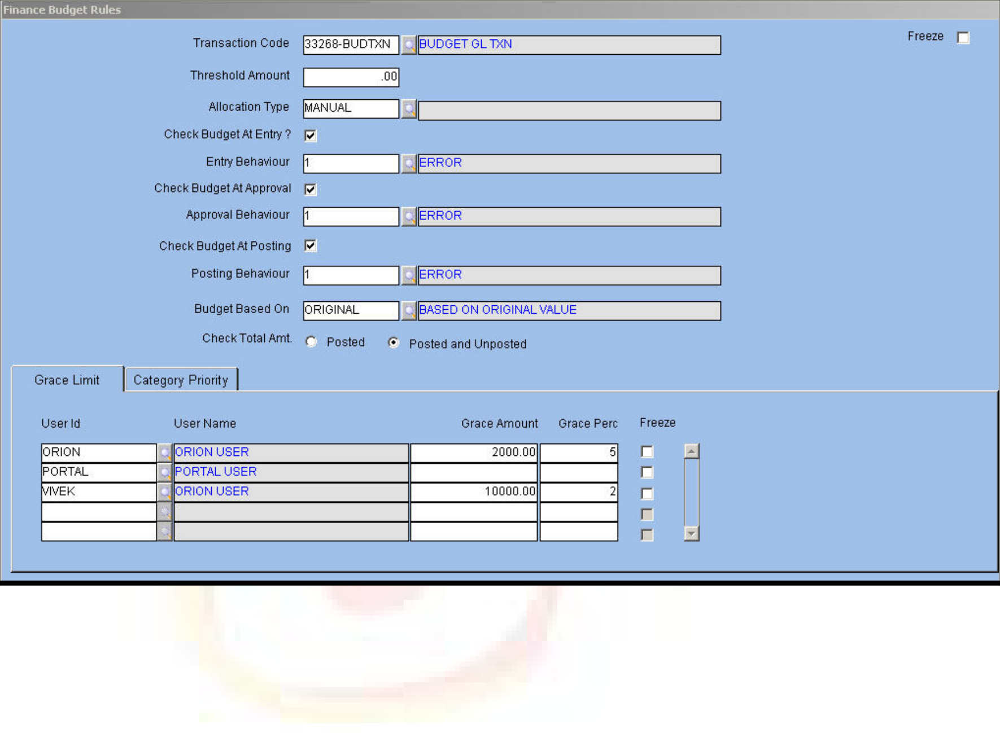 Finance Budget Rules
Freeze
Transaction Code 33268-BUDTXN BUDGET GL TXN
Threshold Amount .00
Allocation Type MANUAL
Check Budget At Entry ?
Entry Behaviour 1 ERROR
Check Budget At Approval
Approval Behaviour 1 ERROR
Check Budget At Posting
Posting Behaviour 1 ERROR
Budget Based On ORIGINAL BASED ON ORIGINAL VALUE
Check Total Amt. Posted Posted and Unposted
Grace Limit Category Priority
User Id User Name Grace Amount Grace Perc Freeze
ORION ORION USER 2000.00 5
PORTAL PORTAL USER
VIVEK ORION USER 10000.00 2